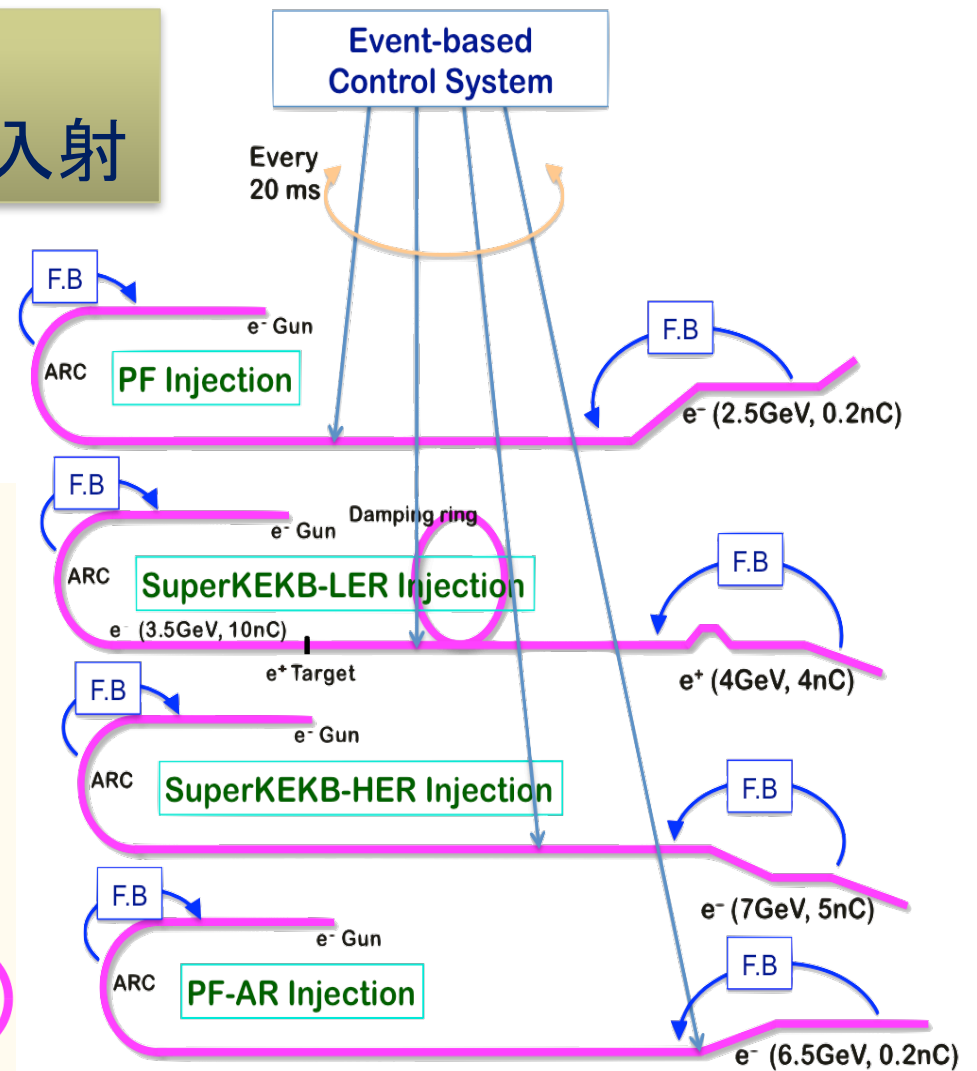 入射
Event-based
Control System
Every
20 ms
F.B
e⁻ Gun
ARC
PF Injection
F.B
e⁻ (2.5GeV, 0.2nC)
F.B
e⁻ Gun
Damping ring
ARC
SuperKEKB-LER Injection
e⁻ (3.5GeV, 10nC)
e⁺ Target
F.B
e⁺ (4GeV, 4nC)
F.B
e⁻ Gun
ARC
SuperKEKB-HER Injection
F.B
e⁻ (7GeV, 5nC)
F.B
e⁻ Gun
ARC
PF-AR Injection
F.B
e⁻ (6.5GeV, 0.2nC)